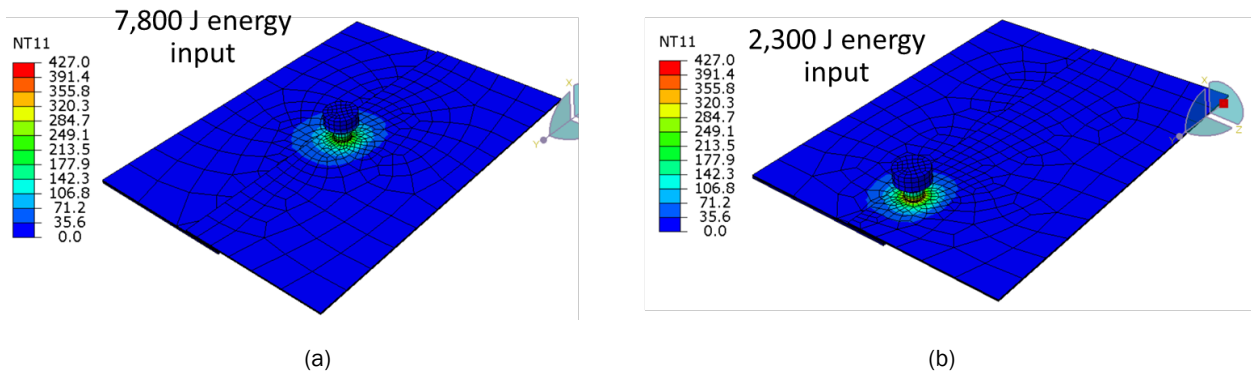 7,800 J energy
input
NT11
427.0
391.4
355.8
320.3
284.7
249.1
213.5
177.9
142.3
106.8
71.2
35.6
0.0
X
Y
(a)
2,300 J energy
input
NT11
427.0
391.4
355.8
320.3
284.7
249.1
213.5
177.9
142.3
106.8
71.2
35.6
0.0
X
Y
Z
(b)